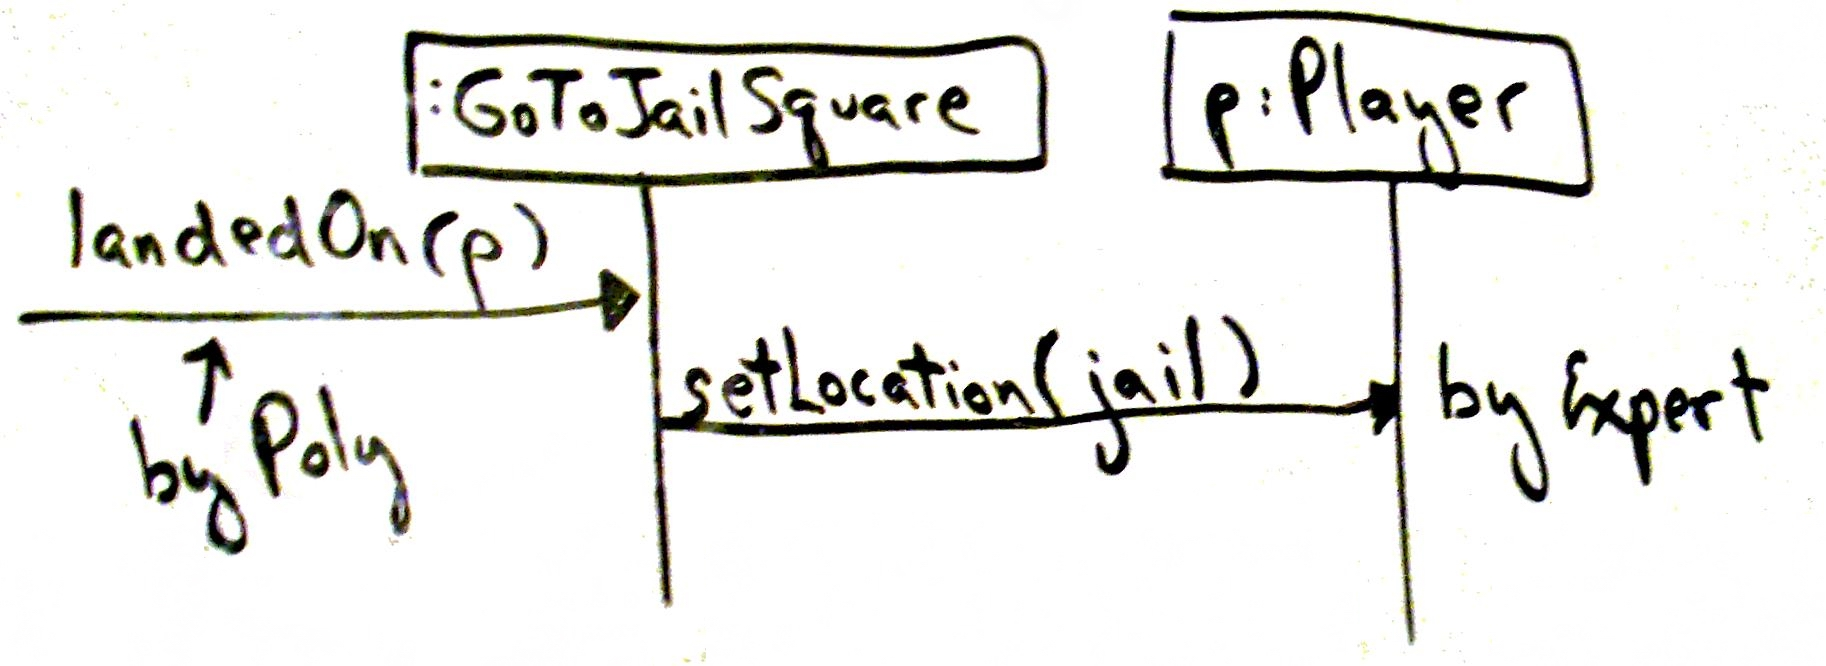 :GoToJailSquare
p:Player
landedOn(p)
setLocation(jail)
by Expert
by Poly